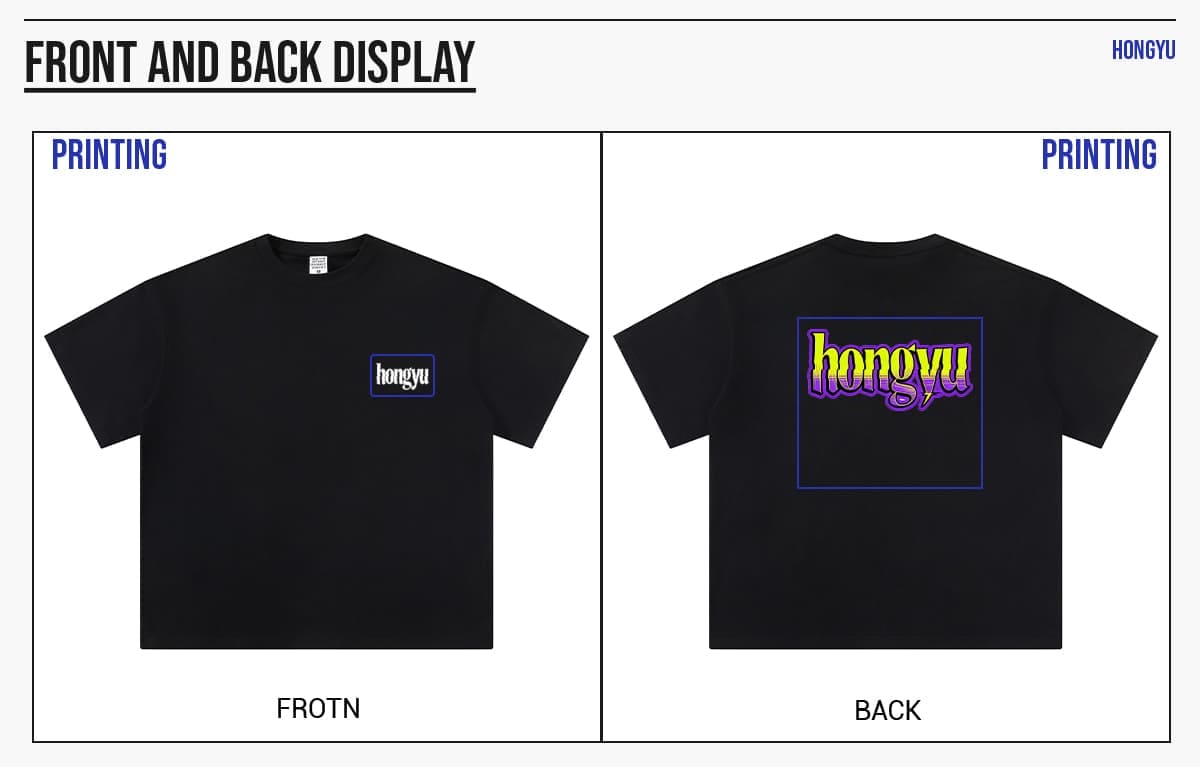 FRONT AND BACK DISPLAY
HONGYU
PRINTING
PRINTING
hongyu
hongyu
FROTN
BACK